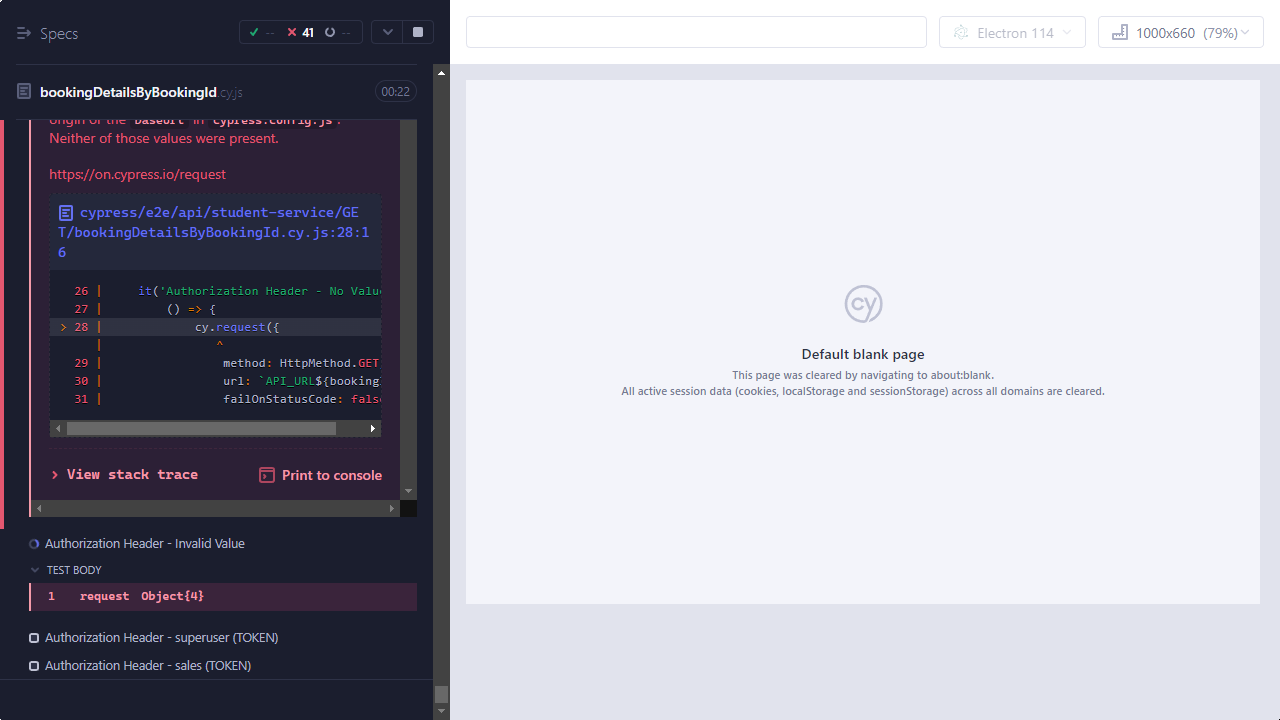 Specs
-- 41 --
Electron 114
1000x660 (79%)
bookingDetailsByBookingId.cy.js
00:22
origin of the baseUrl in cypress.config.js.
Neither of those values were present.
https://on.cypress.io/request
cypress/e2e/api/student-service/GE
T/bookingDetailsByBookingId.cy.js:28:1
6
26 | it('Authorization Header - No Valu
27 | () => {
> 28 | cy.request({
| ^
29 | method: HttpMethod.GET
30 | url: `API_URL${booking
31 | failOnStatusCode: false
View stack trace
Print to console
Authorization Header - Invalid Value
TEST BODY
1 request Object{4}
Authorization Header - superuser (TOKEN)
Authorization Header - sales (TOKEN)
cy
Default blank page
This page was cleared by navigating to about:blank.
All active session data (cookies, localStorage and sessionStorage) across all domains are cleared.